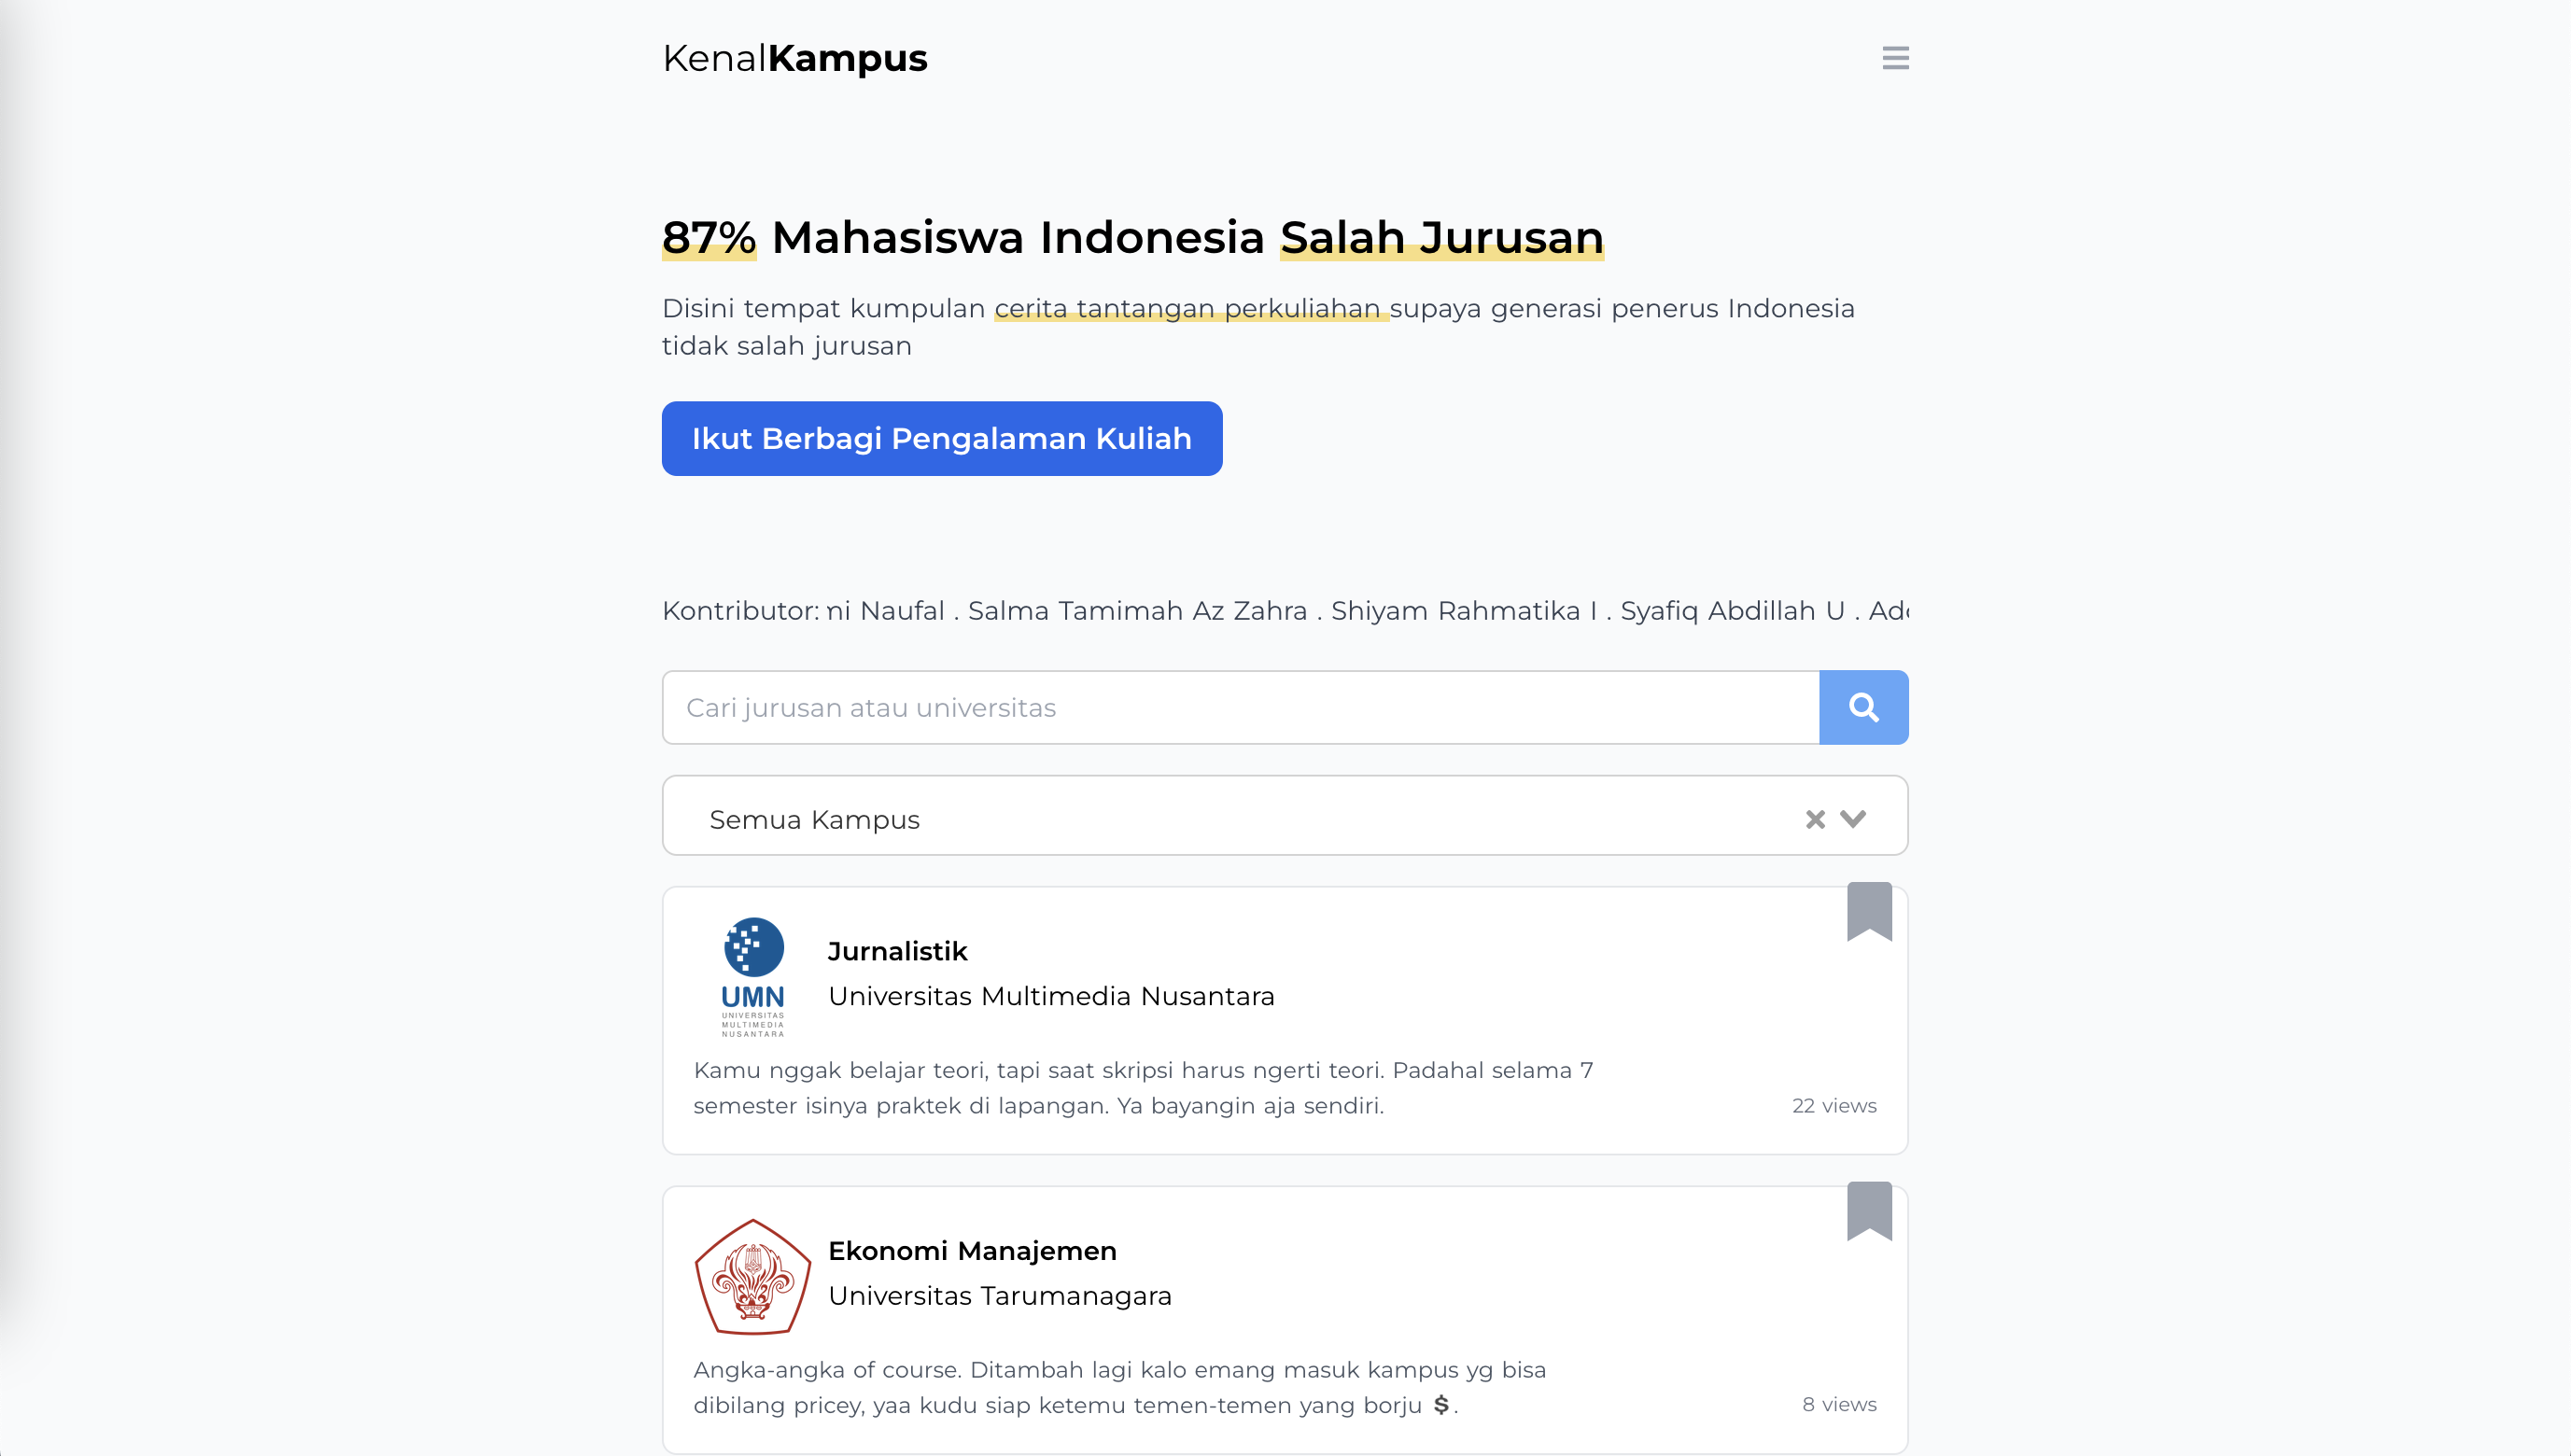 KenalKampus
87% Mahasiswa Indonesia Salah Jurusan
Disini tempat kumpulan cerita tantangan perkuliahan supaya generasi penerus Indonesia
tidak salah jurusan
Ikut Berbagi Pengalaman Kuliah
Kontributor: ni Naufal . Salma Tamimah Az Zahra . Shiyam Rahmatika I . Syafiq Abdillah U .
Cari jurusan atau universitas
Semua Kampus
UMN
UNIVERSITAS
MULTIMEDIA
NUSANTARA
Jurnalistik
Universitas Multimedia Nusantara
Kamu nggak belajar teori, tapi saat skripsi harus ngerti teori. Padahal selama 7
semester isinya praktek di lapangan. Ya bayangin aja sendiri.
22 views
Ekonomi Manajemen
Universitas Tarumanagara
Angka-angka of course. Ditambah lagi kalo emang masuk kampus yg bisa
dibilang pricey, yaa kudu siap ketemu temen-temen yang borju 💲.
8 views